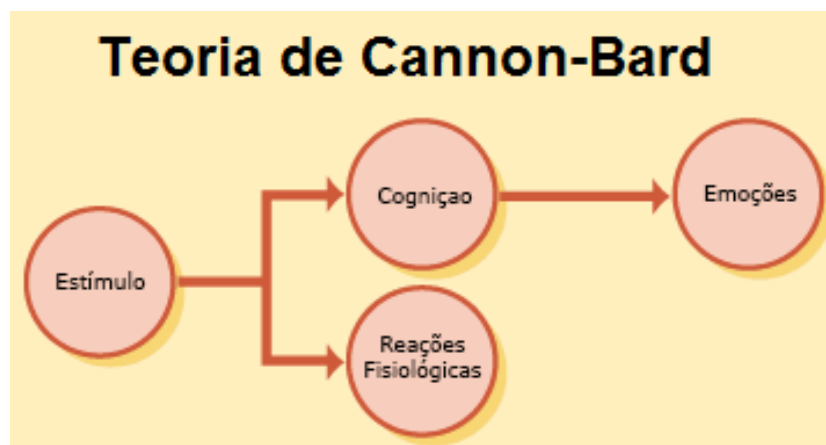 Teoria de Cannon-Bard
Cogniçao
Emoções
Estímulo
Reações
Fisiológicas